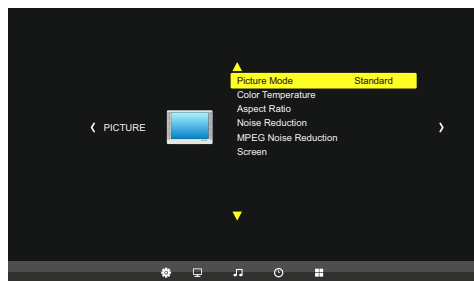 Picture Mode Standard
Color Temperature
Aspect Ratio
Noise Reduction
PICTURE
MPEG Noise Reduction
Screen